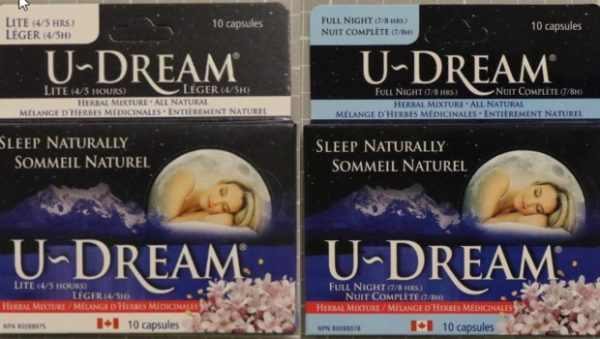 LITE (4/5 HRS.)
LÉGER (4/5H)
10 capsules
U~DREAM®
LITE (4/5 HOURS)
LÉGER (4/5H)
HERBAL MIXTURE • ALL NATURAL
MÉLANGE D'HERBES MÉDICINALES • ENTIÈREMENT NATUREL
SLEEP NATURALLY
SOMMEIL NATUREL
U~DREAM®
LITE (4/5 HOURS)
LÉGER (4/5H)
HERBAL MIXTURE / MÉLANGE D'HERBES MÉDICINALES
NPN 80088075
10 capsules
FULL NIGHT (7/8 HRS.)
NUIT COMPLÈTE (7/8H)
10 capsules
U~DREAM®
FULL NIGHT (7/8 HRS.)
NUIT COMPLÈTE (7/8H)
HERBAL MIXTURE • ALL NATURAL
MÉLANGE D'HERBES MÉDICINALES • ENTIÈREMENT NATUREL
SLEEP NATURALLY
SOMMEIL NATUREL
U~DREAM®
FULL NIGHT (7/8 HRS.)
NUIT COMPLÈTE (7/8H)
HERBAL MIXTURE / MÉLANGE D'HERBES MÉDICINALES
NPN 80088078
10 capsules